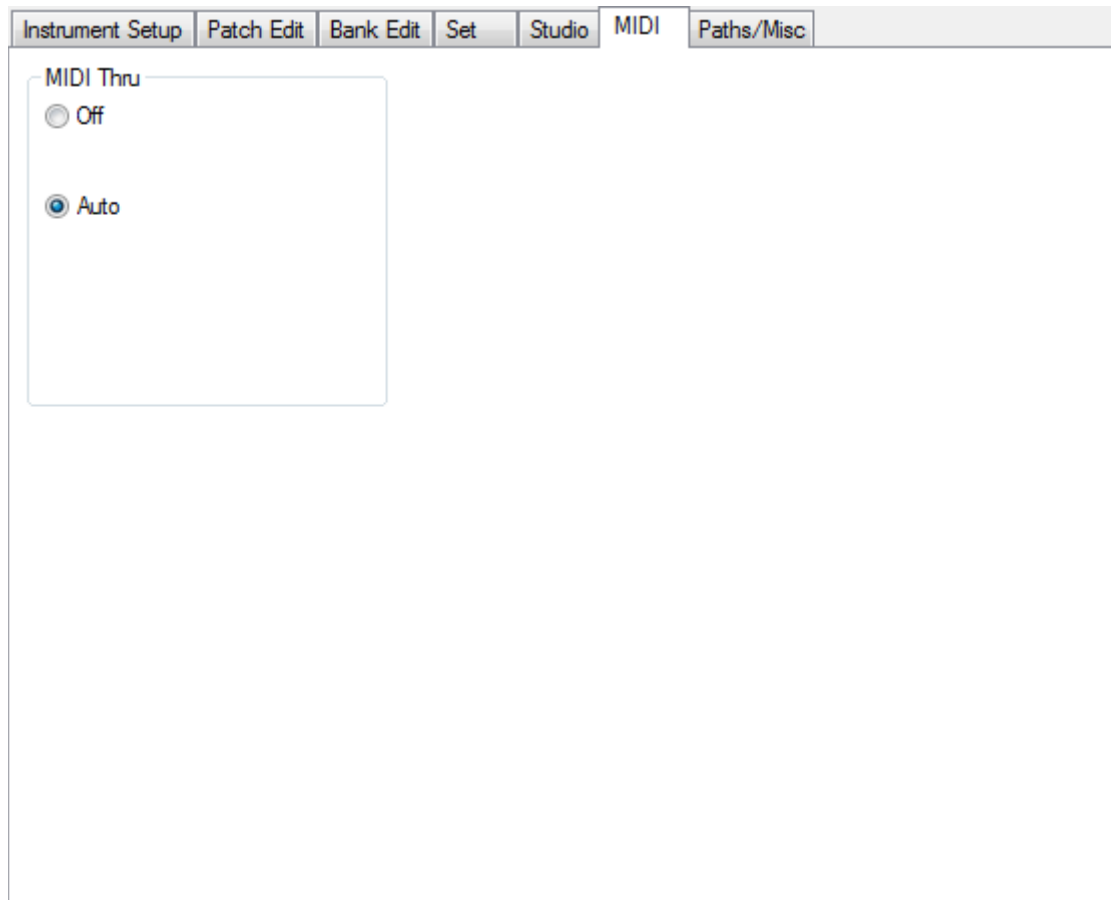 Instrument Setup Patch Edit Bank Edit Set Studio MIDI Paths/Misc
MIDI Thru
Off
Auto